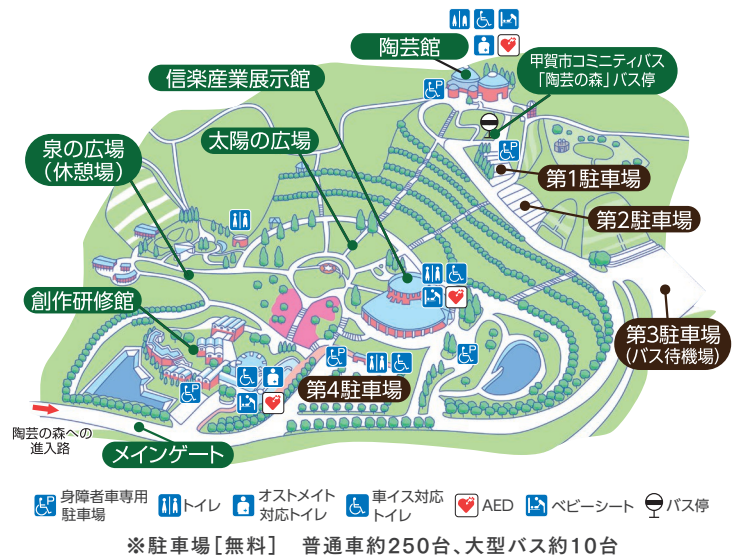 陶芸館
甲賀市コミニティバス
「陶芸の森」バス停
信楽産業展示館
太陽の広場
泉の広場
（休憩場）
第1駐車場
第2駐車場
創作研修館
第3駐車場
(バス待機場)
第4駐車場
陶芸の森への
進入路
メインゲート
身障者車専用
駐車場
トイレ
オストメイト
対応トイレ
車イス対応
トイレ
AED
ベビーシート
バス停
※駐車場［無料］ 普通車約250台、大型バス約10台